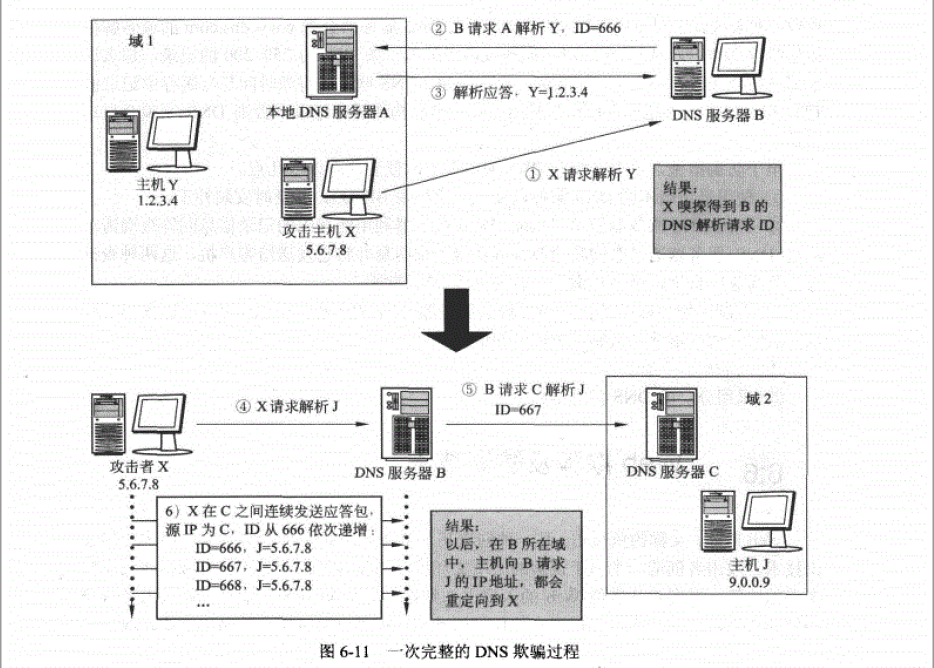 域 1
② B 请求 A 解析 Y，ID=666
本地 DNS 服务器A
③ 解析应答，Y=1.2.3.4
DNS 服务器 B
主机Y
1.2.3.4
攻击主机 X
5.6.7.8
① X 请求解析 Y
结果：
X 嗅探得到 B 的
DNS 解析请求 ID
④ X请求解析 J
⑤ B 请求 C 解析 J
ID=667
域 2
攻击者 X
5.6.7.8
DNS 服务器B
DNS 服务器 C
6）X 在 C 之间连续发送应答包，
源 IP 为 C，ID 从 666 依次递增：
ID=666，J=5.6.7.8
ID=667，J=5.6.7.8
ID=668，J=5.6.7.8
…
结果：
以后，在 B 所在域
中，主机向 B 请求
J 的 IP 地址，都会
重定向到 X
主机 J
9.0.0.9
图 6-11 一次完整的 DNS 欺骗过程